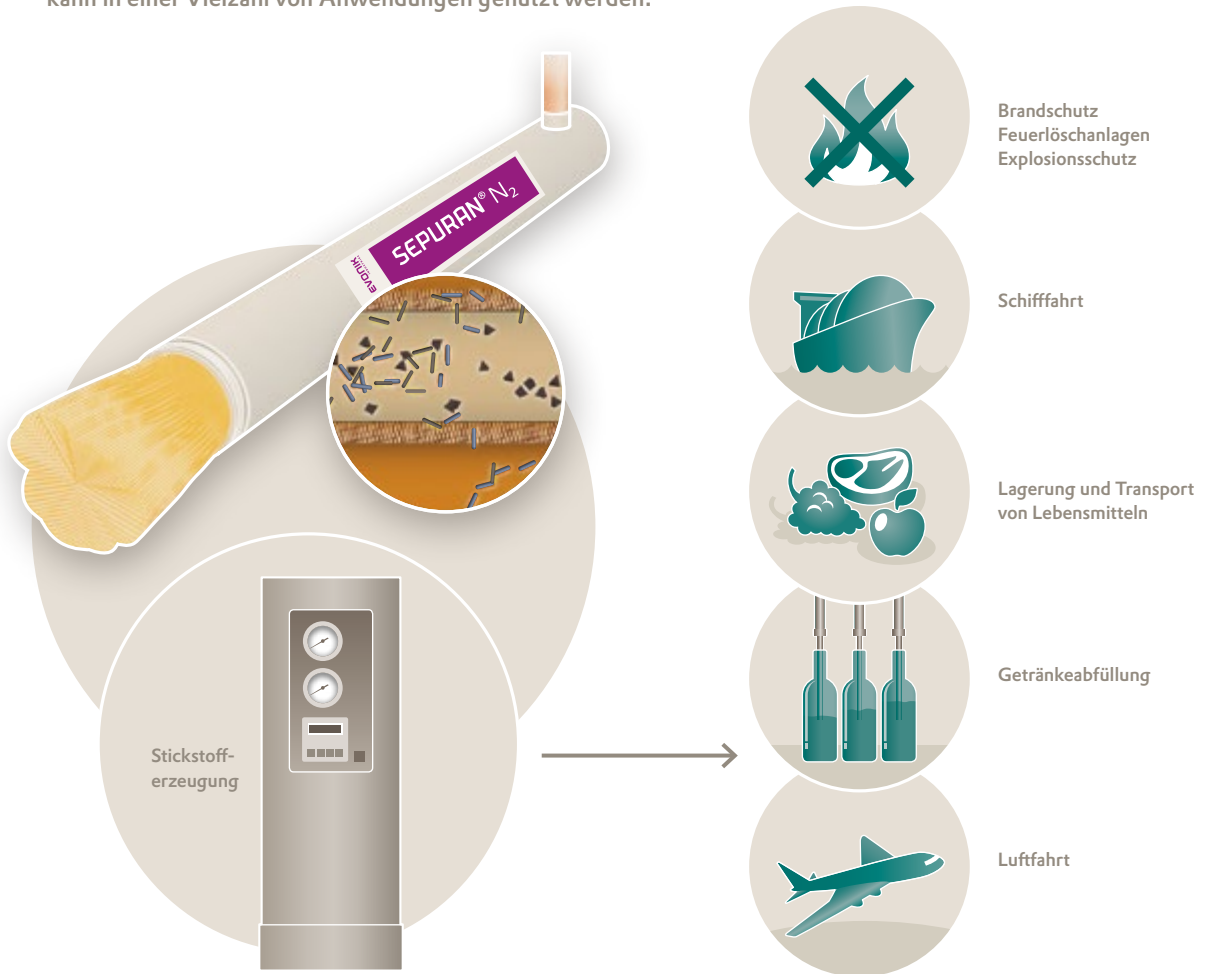 kann in einer Vielzahl von Anwendungen genutzt werden.
EVONIK
SEPURAN® N₂
Brandschutz
Feuerlöschanlagen
Explosionsschutz
Schifffahrt
Lagerung und Transport
von Lebensmitteln
Getränkeabfüllung
Stickstoff-
erzeugung
Luftfahrt